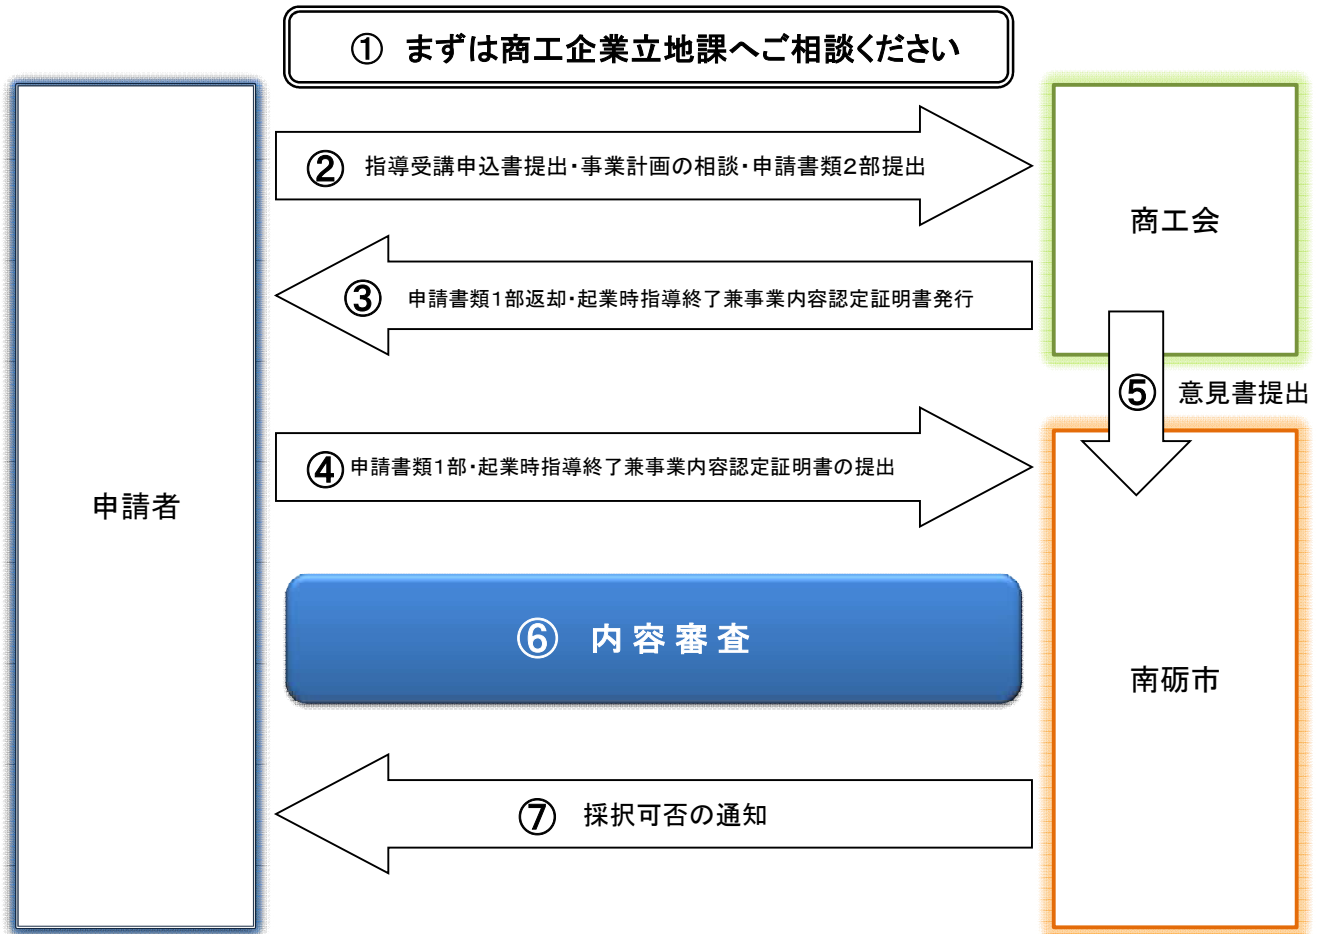 ① まずは商工企業立地課へご相談ください
② 指導受講申込書提出・事業計画の相談・申請書類2部提出
商工会
③ 申請書類1部返却・起業時指導終了兼事業内容認定証明書発行
⑤ 意見書提出
④ 申請書類1部・起業時指導終了兼事業内容認定証明書の提出
申請者
⑥ 内容審査
南砺市
⑦ 採択可否の通知